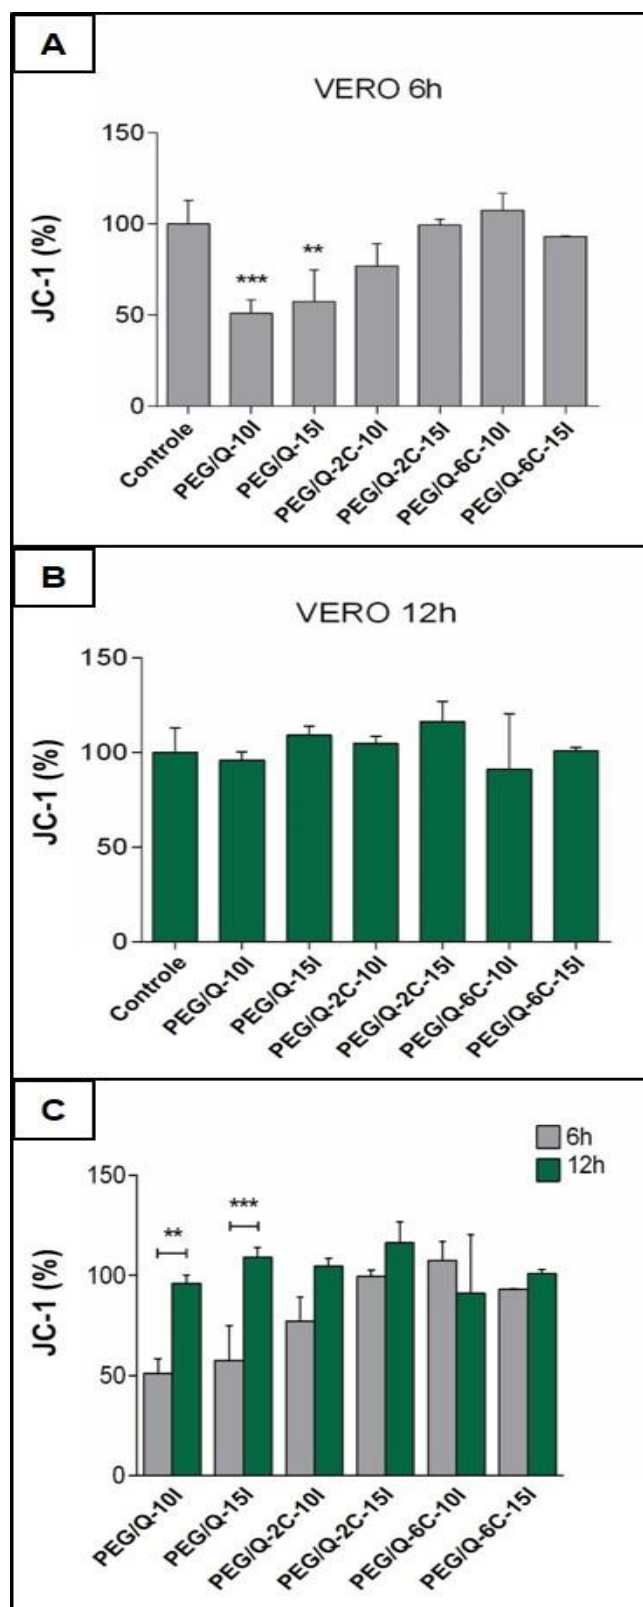 A
VERO 6h
150
100
50
0
JC-1 (%)
***
**
Controle
PEG/Q-10I
PEG/Q-15I
PEG/Q-2C-10I
PEG/Q-2C-15I
PEG/Q-6C-10I
PEG/Q-6C-15I
B
VERO 12h
150
100
50
0
JC-1 (%)
Controle
PEG/Q-10I
PEG/Q-15I
PEG/Q-2C-10I
PEG/Q-2C-15I
PEG/Q-6C-10I
PEG/Q-6C-15I
C
6h
12h
150
100
50
0
JC-1 (%)
**
***
PEG/Q-10I
PEG/Q-15I
PEG/Q-2C-10I
PEG/Q-2C-15I
PEG/Q-6C-10I
PEG/Q-6C-15I